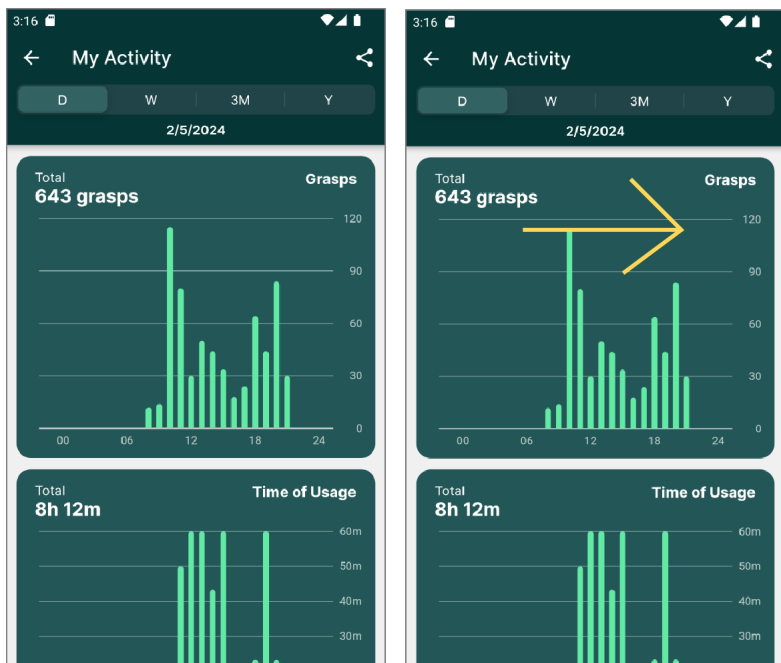 3:16
My Activity
D W 3M Y
2/5/2024
Total
643 grasps
Grasps
120
90
60
30
0
00 06 12 18 24
Total
8h 12m
Time of Usage
60m
50m
40m
30m
3:16
My Activity
D W 3M Y
2/5/2024
Total
643 grasps
Grasps
120
90
60
30
0
00 06 12 18 24
Total
8h 12m
Time of Usage
60m
50m
40m
30m